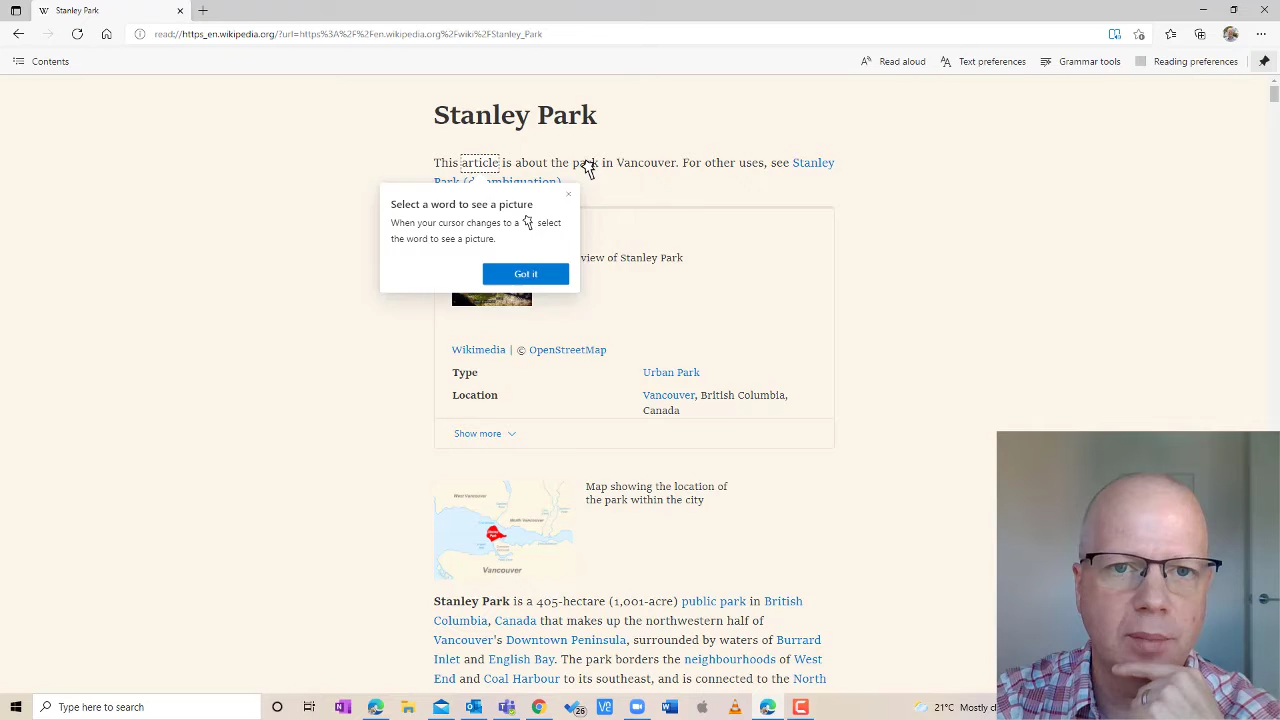 Stanley Park
read://https_en.wikipedia.org/?url=https%3A%2F%2Fen.wikipedia.org%2Fwiki%2FStanley_Park
Contents
Read aloud
Text preferences
Grammar tools
Reading preferences
Stanley Park
This article is about the park in Vancouver. For other uses, see Stanley
Park (
ambiguation).
Select a word to see a picture
When your cursor changes to a select
the word to see a picture.
Got it
view of Stanley Park
Wikimedia | © OpenStreetMap
Type Urban Park
Location Vancouver, British Columbia,
Canada
Show more
West Vancouver
North Vancouver
Vancouver
Map showing the location of
the park within the city
Stanley Park is a 405-hectare (1,001-acre) public park in British
Columbia, Canada that makes up the northwestern half of
Vancouver's Downtown Peninsula, surrounded by waters of Burrard
Inlet and English Bay. The park borders the neighbourhoods of West
End and Coal Harbour to its southeast, and is connected to the North
Type here to search
25
21°C Mostly c